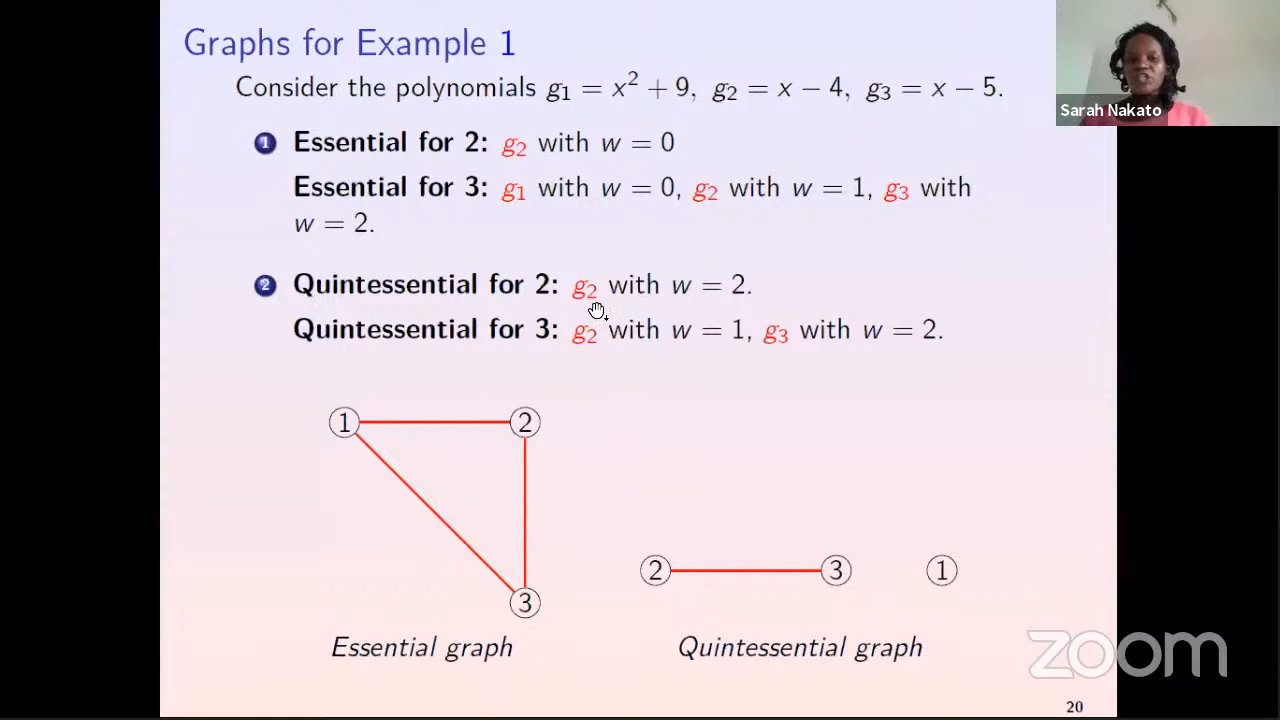 Graphs for Example 1
Consider the polynomials g₁ = x² + 9, g₂ = x − 4, g₃ = x − 5.
Sarah Nakato
1 Essential for 2: g₂ with w = 0
Essential for 3: g₁ with w = 0, g₂ with w = 1, g₃ with
w = 2.
2 Quintessential for 2: g₂ with w = 2.
Quintessential for 3: g₂ with w = 1, g₃ with w = 2.
1 2
2 3 1
3
Essential graph
Quintessential graph
zoom
20